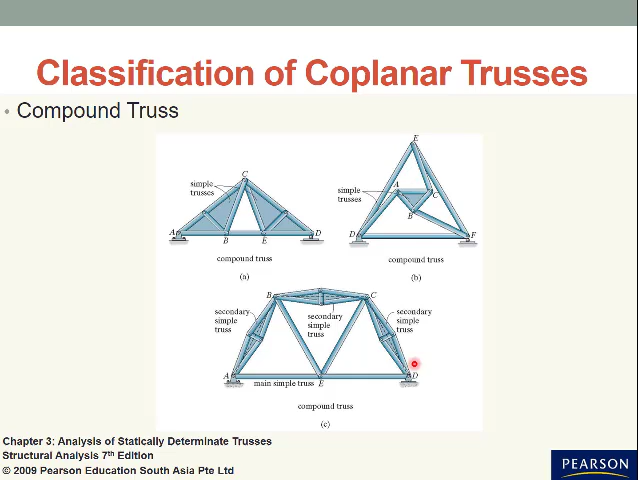 Classification of Coplanar Trusses
• Compound Truss
simple
trusses
C
A
B
E
D
compound truss
(a)
E
simple
trusses
A
C
B
D
F
compound truss
(b)
B
C
secondary
simple
truss
secondary
simple
truss
secondary
simple
truss
A
D
main simple truss
E
compound truss
(c)
Chapter 3: Analysis of Statically Determinate Trusses
Structural Analysis 7th Edition
© 2009 Pearson Education South Asia Pte Ltd
PEARSON